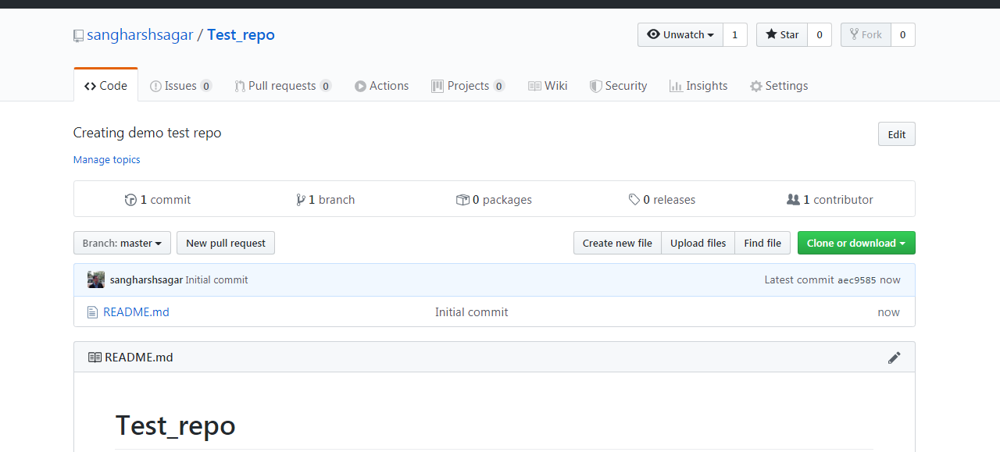 sangharshsagar / Test_repo
Unwatch 1 Star 0 Fork 0
Code Issues 0 Pull requests 0 Actions Projects 0 Wiki Security Insights Settings
Creating demo test repo
Edit
Manage topics
1 commit 1 branch 0 packages 0 releases 1 contributor
Branch: master New pull request Create new file Upload files Find file Clone or download
sangharshsagar Initial commit Latest commit aec9585 now
README.md Initial commit now
README.md
Test_repo